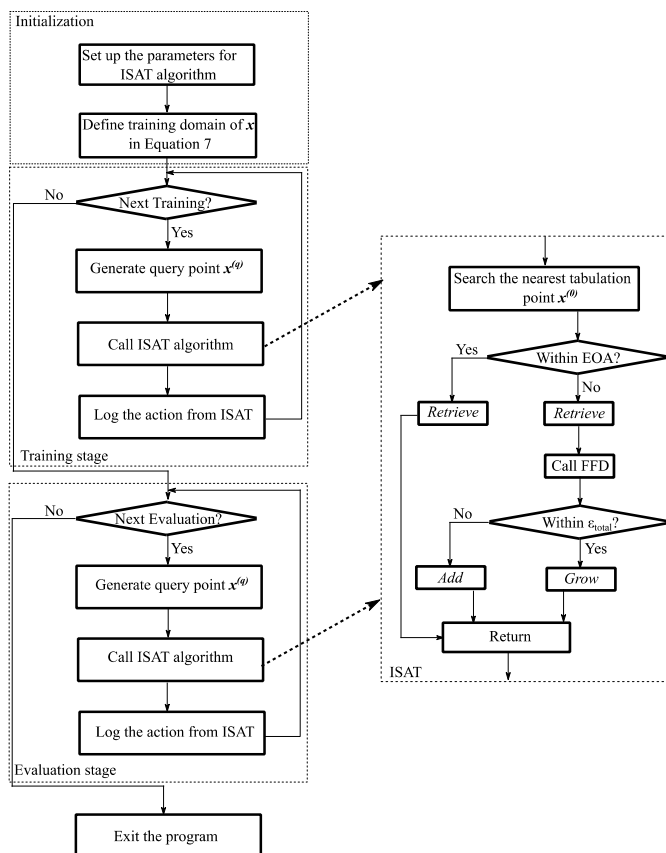 Initialization
Set up the parameters for
ISAT algorithm
Define training domain of x
in Equation 7
Next Training?
No
Yes
Generate query point x^(q)
Call ISAT algorithm
Log the action from ISAT
Training stage
Next Evaluation?
No
Yes
Generate query point x^(q)
Call ISAT algorithm
Log the action from ISAT
Evaluation stage
Exit the program
Search the nearest tabulation
point x^(0)
Within EOA?
Yes
No
Retrieve
Retrieve
Call FFD
Within ε_total?
No
Yes
Add
Grow
Return
ISAT